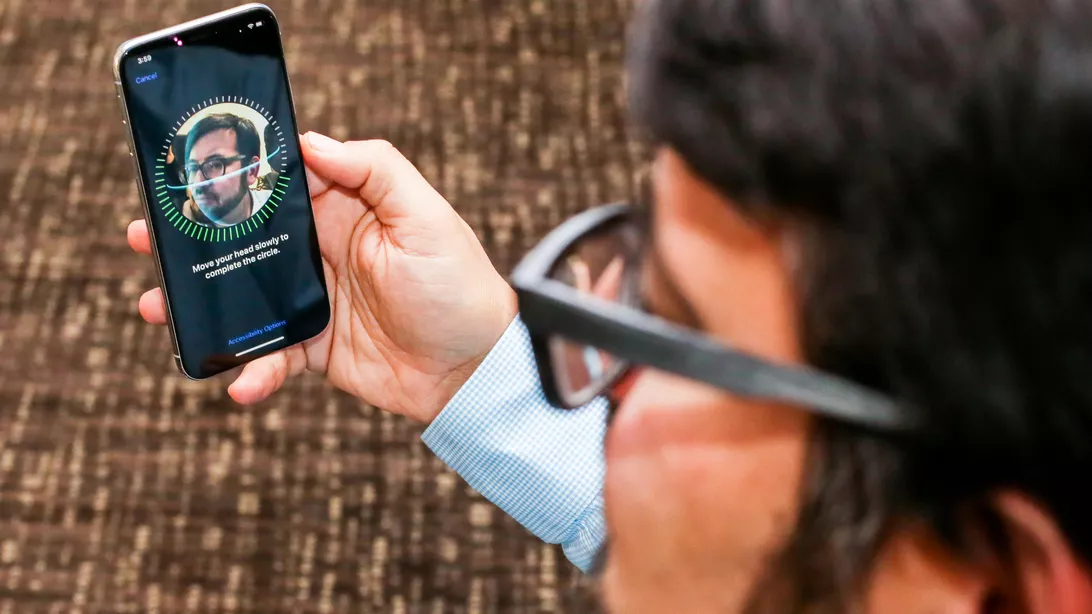 3:59
Cancel
Move your head slowly to
complete the circle.
Accessibility Options